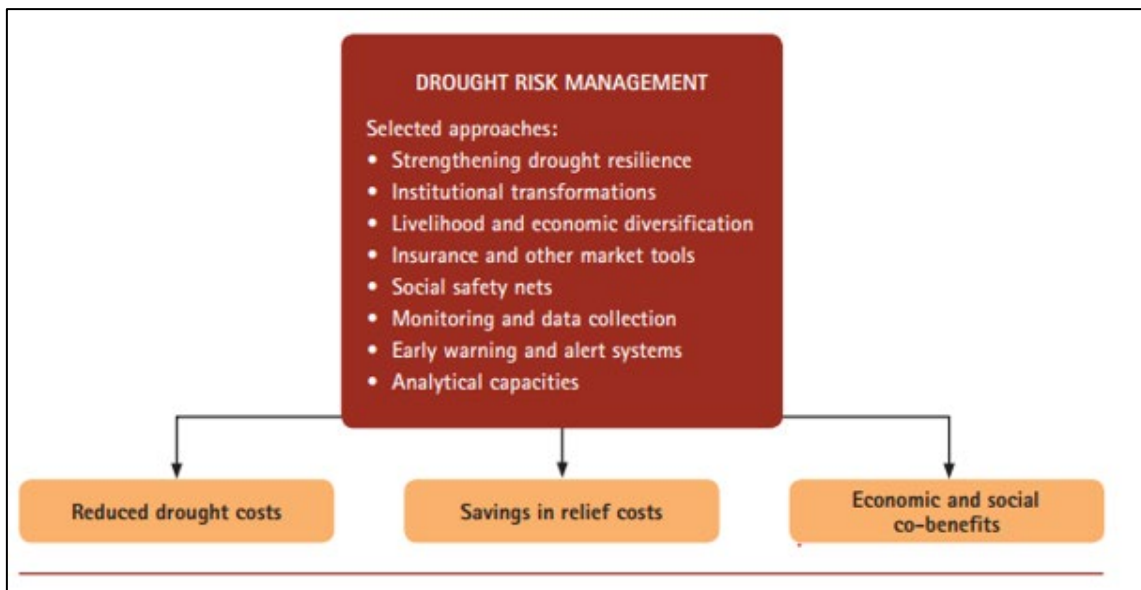 DROUGHT RISK MANAGEMENT
Selected approaches:
• Strengthening drought resilience
• Institutional transformations
• Livelihood and economic diversification
• Insurance and other market tools
• Social safety nets
• Monitoring and data collection
• Early warning and alert systems
• Analytical capacities
Reduced drought costs
Savings in relief costs
Economic and social
co-benefits